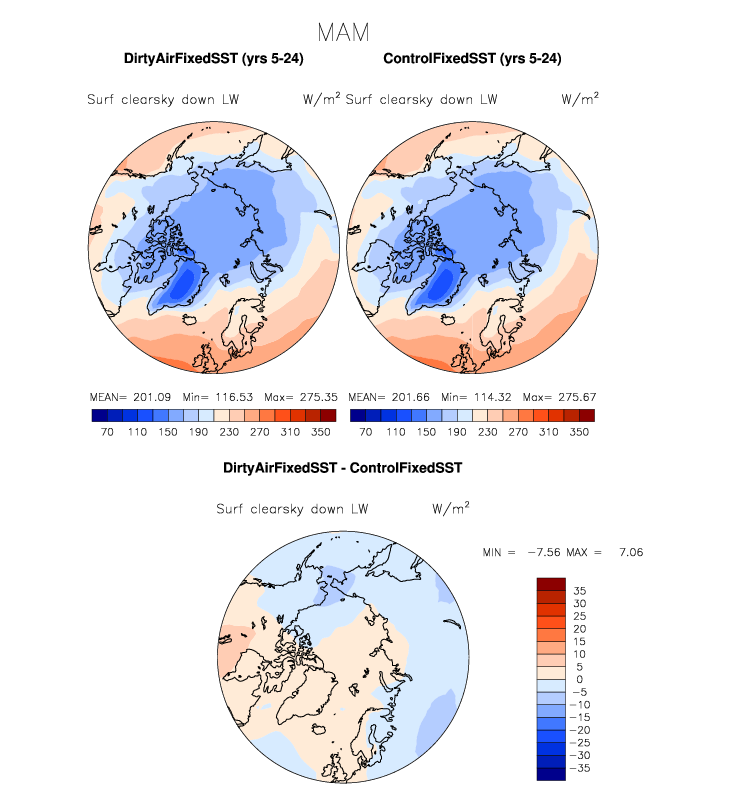 MAM
DirtyAirFixedSST (yrs 5-24) ControlFixedSST (yrs 5-24)
Surf clearsky down LW W/m² Surf clearsky down LW W/m²
MEAN= 201.09 Min= 116.53 Max= 275.35 MEAN= 201.66 Min= 114.32 Max= 275.67
70 110 150 190 230 270 310 350 70 110 150 190 230 270 310 350
DirtyAirFixedSST - ControlFixedSST
Surf clearsky down LW W/m²
MIN = -7.56 MAX = 7.06
35
30
25
20
15
10
5
0
-5
-10
-15
-20
-25
-30
-35